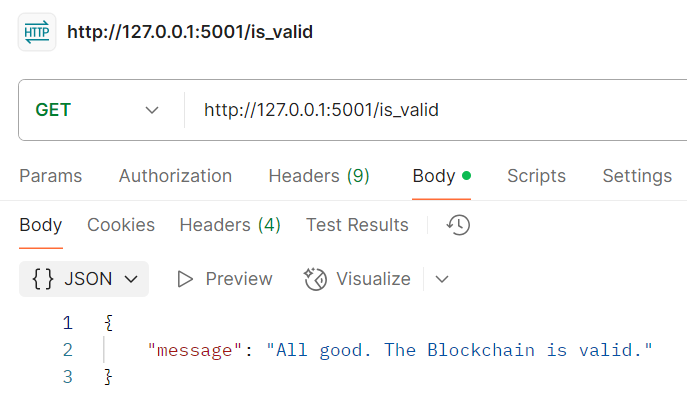 HTTP http://127.0.0.1:5001/is_valid
GET http://127.0.0.1:5001/is_valid
Params Authorization Headers (9) Body Scripts Settings
Body Cookies Headers (4) Test Results
{} JSON Preview Visualize
1 {
2 "message": "All good. The Blockchain is valid."
3 }